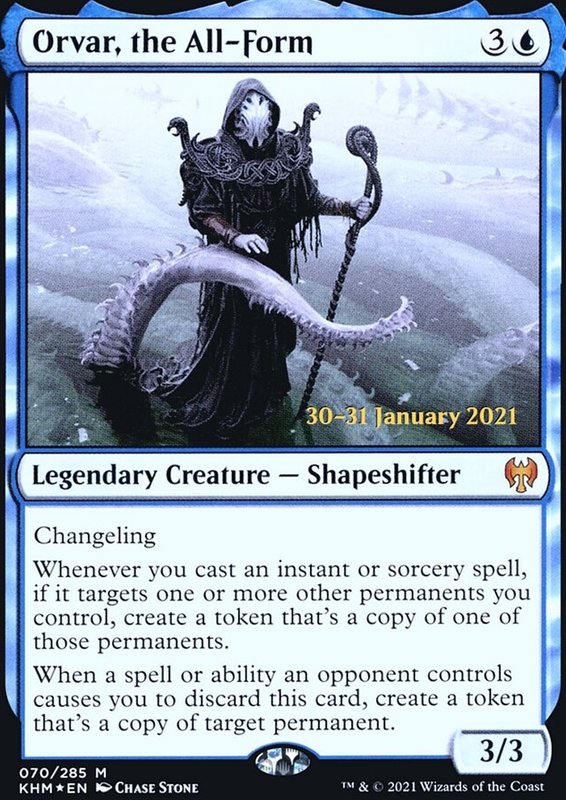 Orvar, the All-Form 3
30-31 January 2021
Legendary Creature — Shapeshifter
Changeling
Whenever you cast an instant or sorcery spell,
if it targets one or more other permanents you
control, create a token that's a copy of one of
those permanents.
When a spell or ability an opponent controls
causes you to discard this card, create a token
that's a copy of target permanent.
3/3
070/285 M
KHM★EN Chase Stone
™ & © 2021 Wizards of the Coast